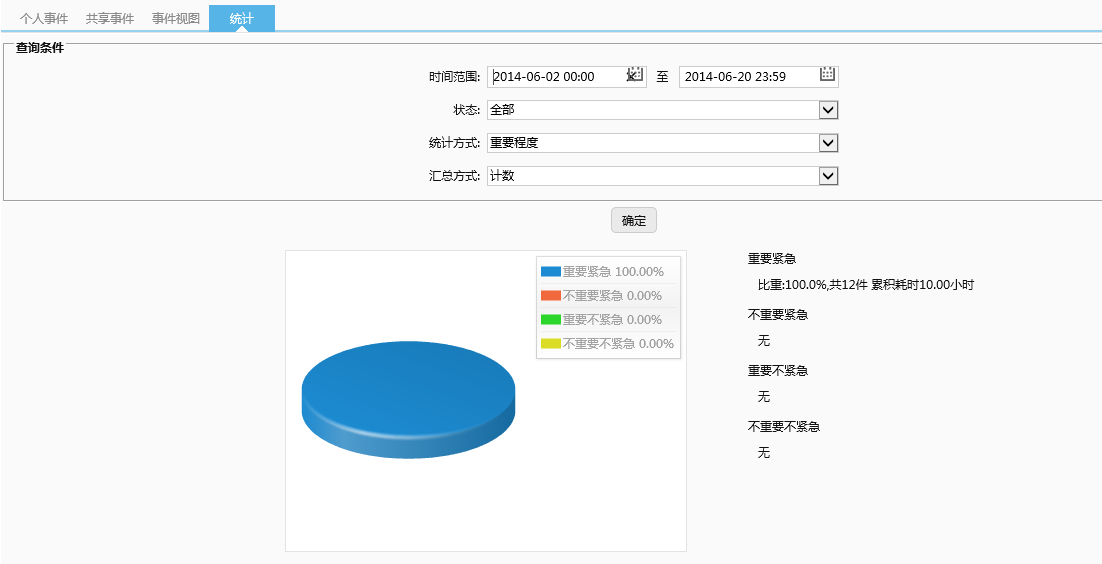 个人事件 共享事件 事件视图 统计
查询条件
时间范围: 2014-06-02 00:00 至 2014-06-20 23:59
状态: 全部
统计方式: 重要程度
汇总方式: 计数
确定
重要紧急 100.00%
不重要紧急 0.00%
重要不紧急 0.00%
不重要不紧急 0.00%
重要紧急
比重:100.0%,共12件 累积耗时10.00小时
不重要紧急
无
重要不紧急
无
不重要不紧急
无